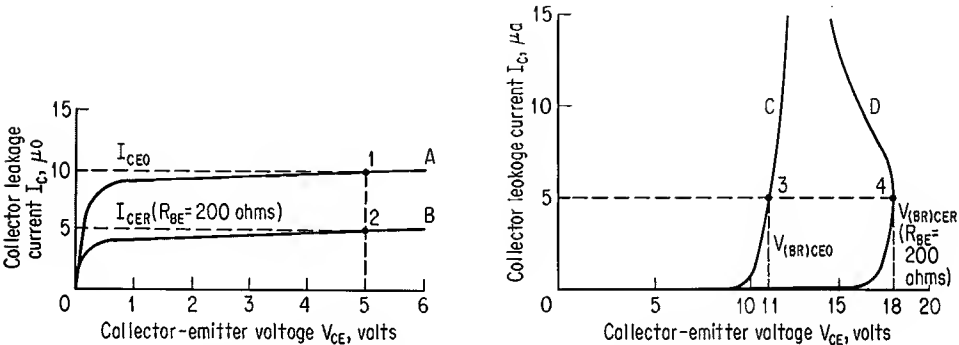 Collector leakage
current I_C, μa
15
10
5
0
I_CEO
1
A
I_CER (R_BE = 200 ohms)
2
B
1 2 3 4 5 6
Collector-emitter voltage V_CE, volts
Collector leakoge current I_C, μa
15
10
5
0
C
D
3
4
V_(BR)CEO
V_(BR)CER
(R_BE =
200
ohms)
5 10 11 18 20
Collector-emitter voltage V_CE, volts